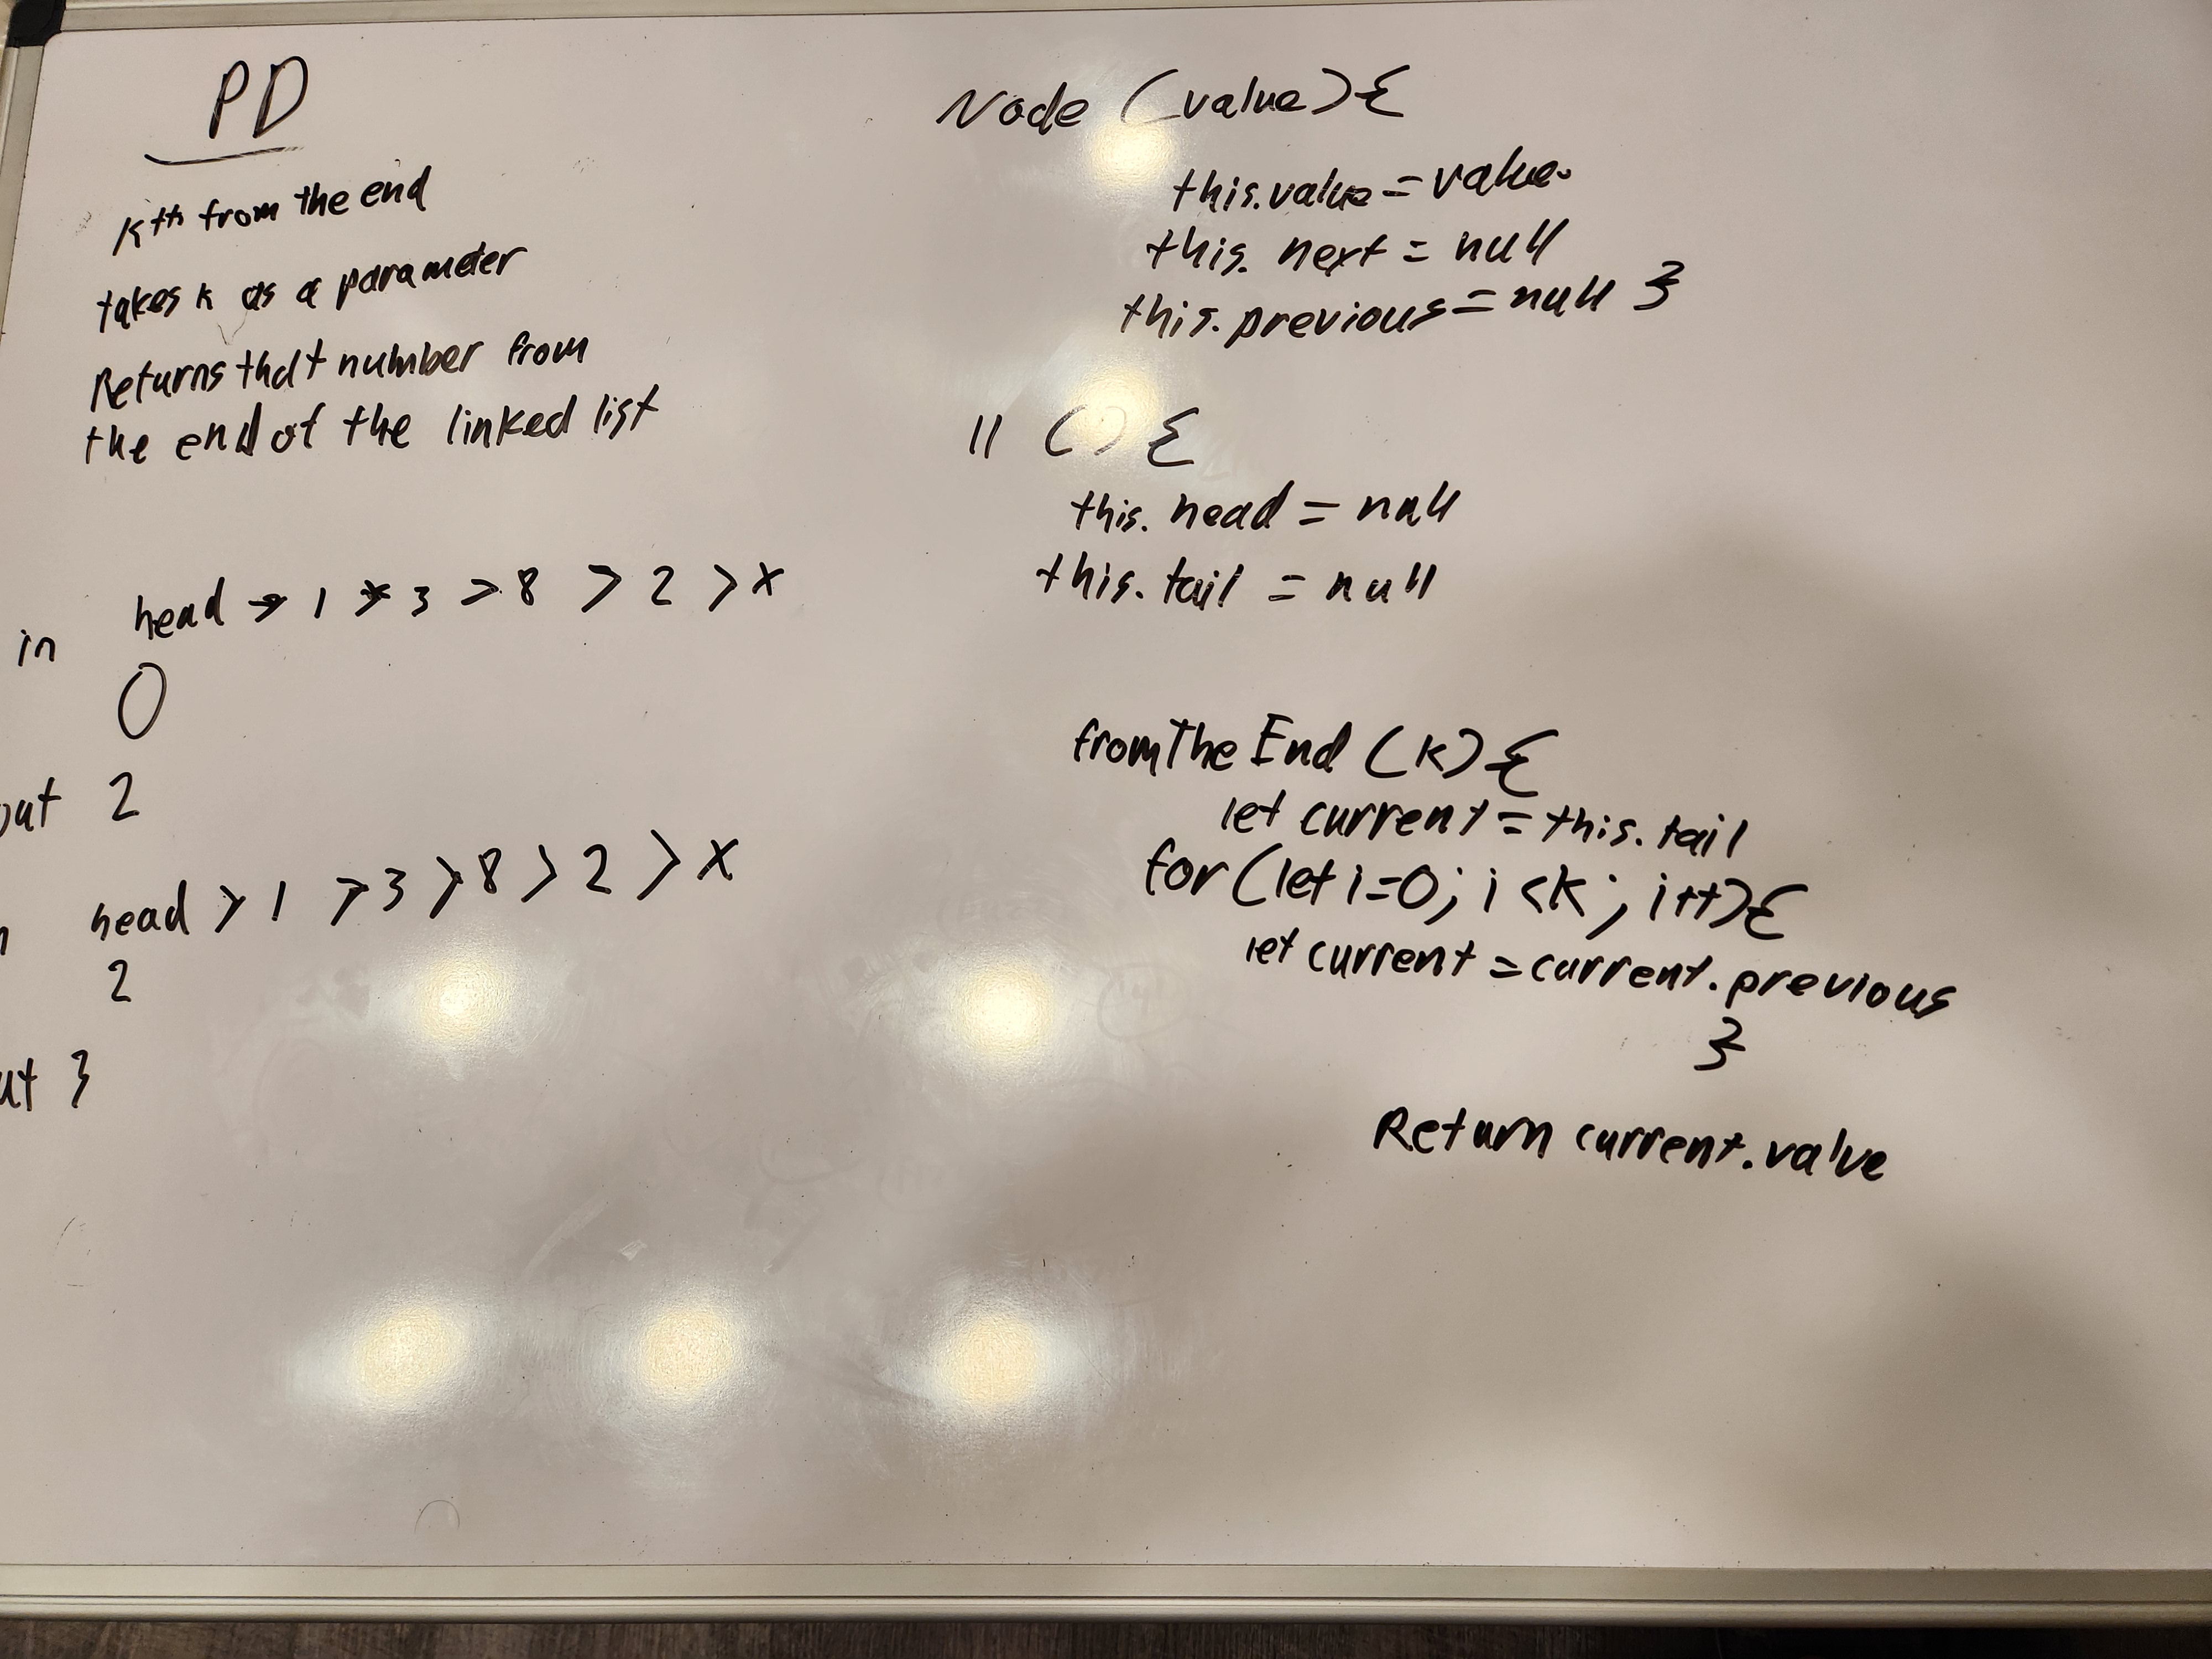 PD
kth from the end
takes k as a parameter
Returns that number from
the end of the linked list
in
head → 1 → 3 > 8 > 2 > x
0
out 2
head > 1 → 3 > 8 > 2 > x
2
out 3
Node (value) {
this.value = value
this.next = null
this.previous = null }
ll () {
this.head = null
this.tail = null
fromTheEnd (k) {
let current = this.tail
for (let i=0; i <k; i++) {
let current = current.previous
}
Return current.value